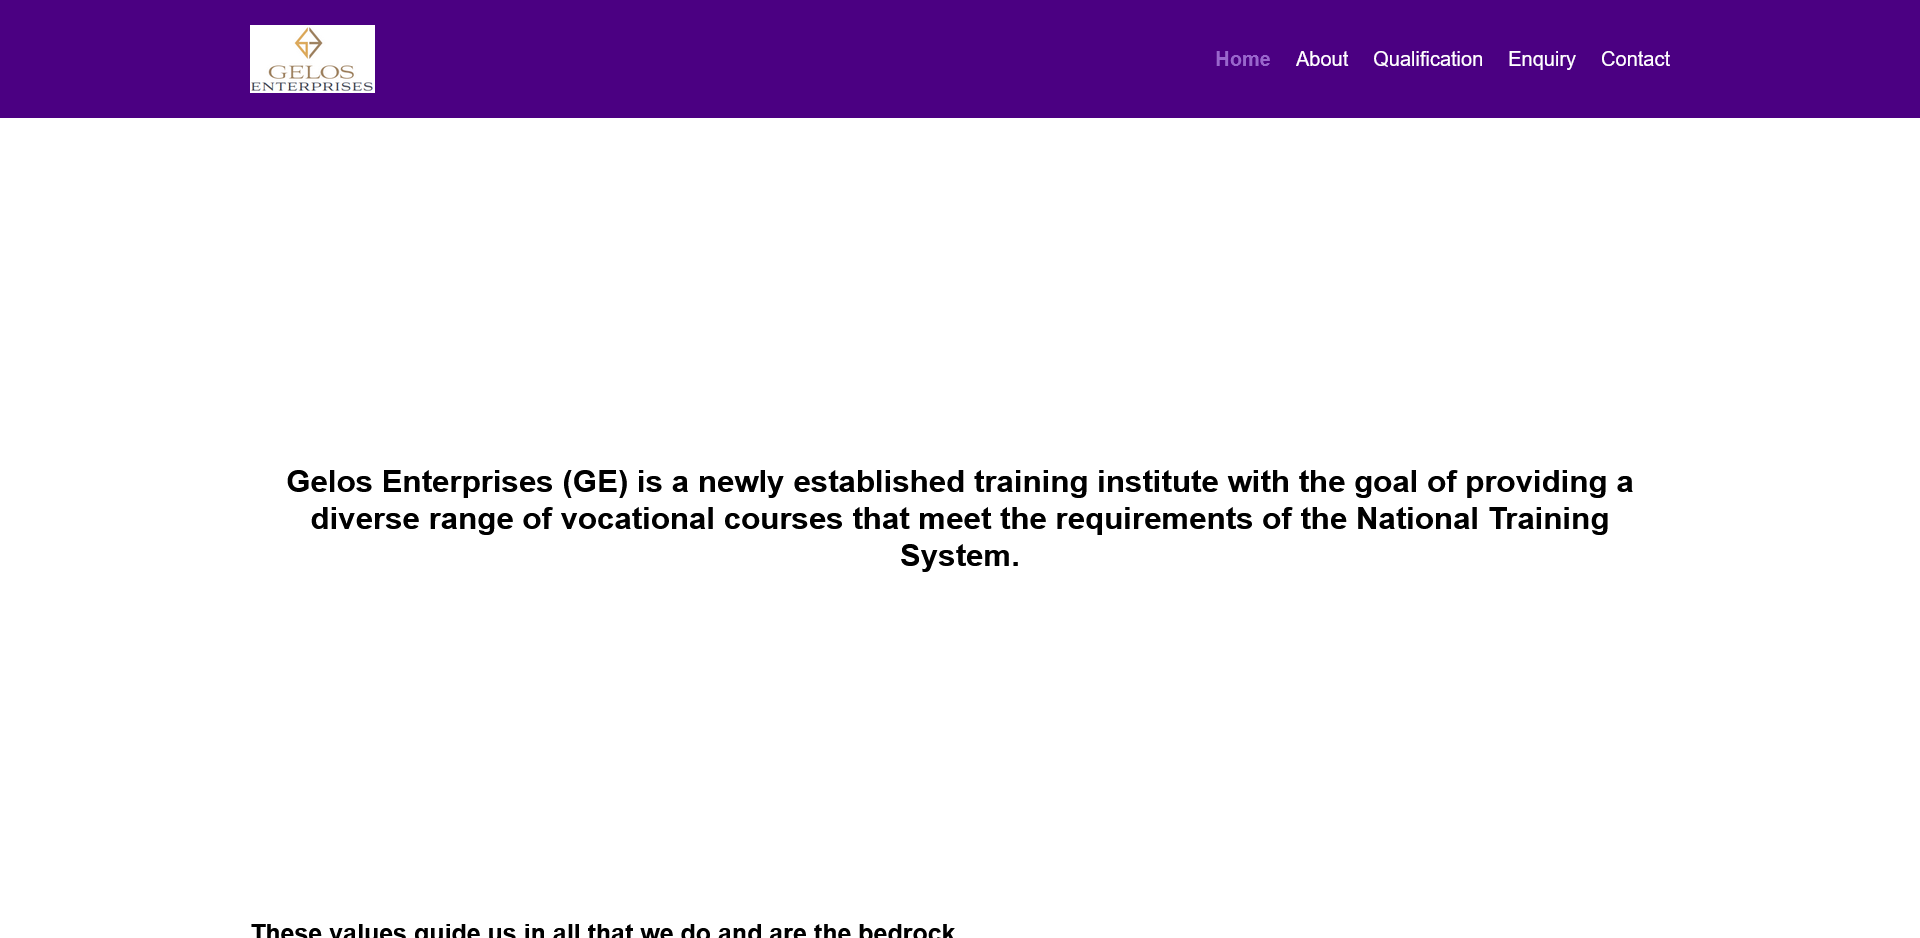 GELOS
ENTERPRISES
Home About Qualification Enquiry Contact
Gelos Enterprises (GE) is a newly established training institute with the goal of providing a
diverse range of vocational courses that meet the requirements of the National Training
System.
These values guide us in all that we do and are the bedrock